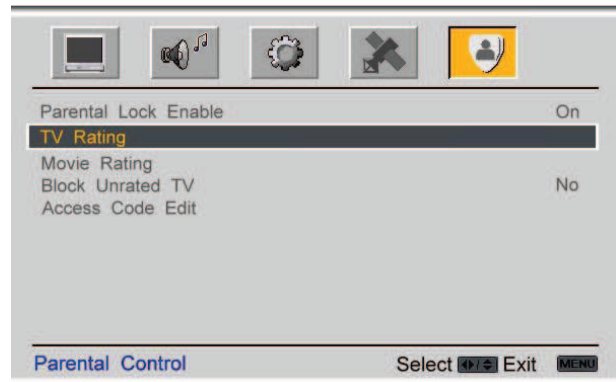 Parental Lock Enable On
TV Rating
Movie Rating
Block Unrated TV No
Access Code Edit
Parental Control Select Exit MENU